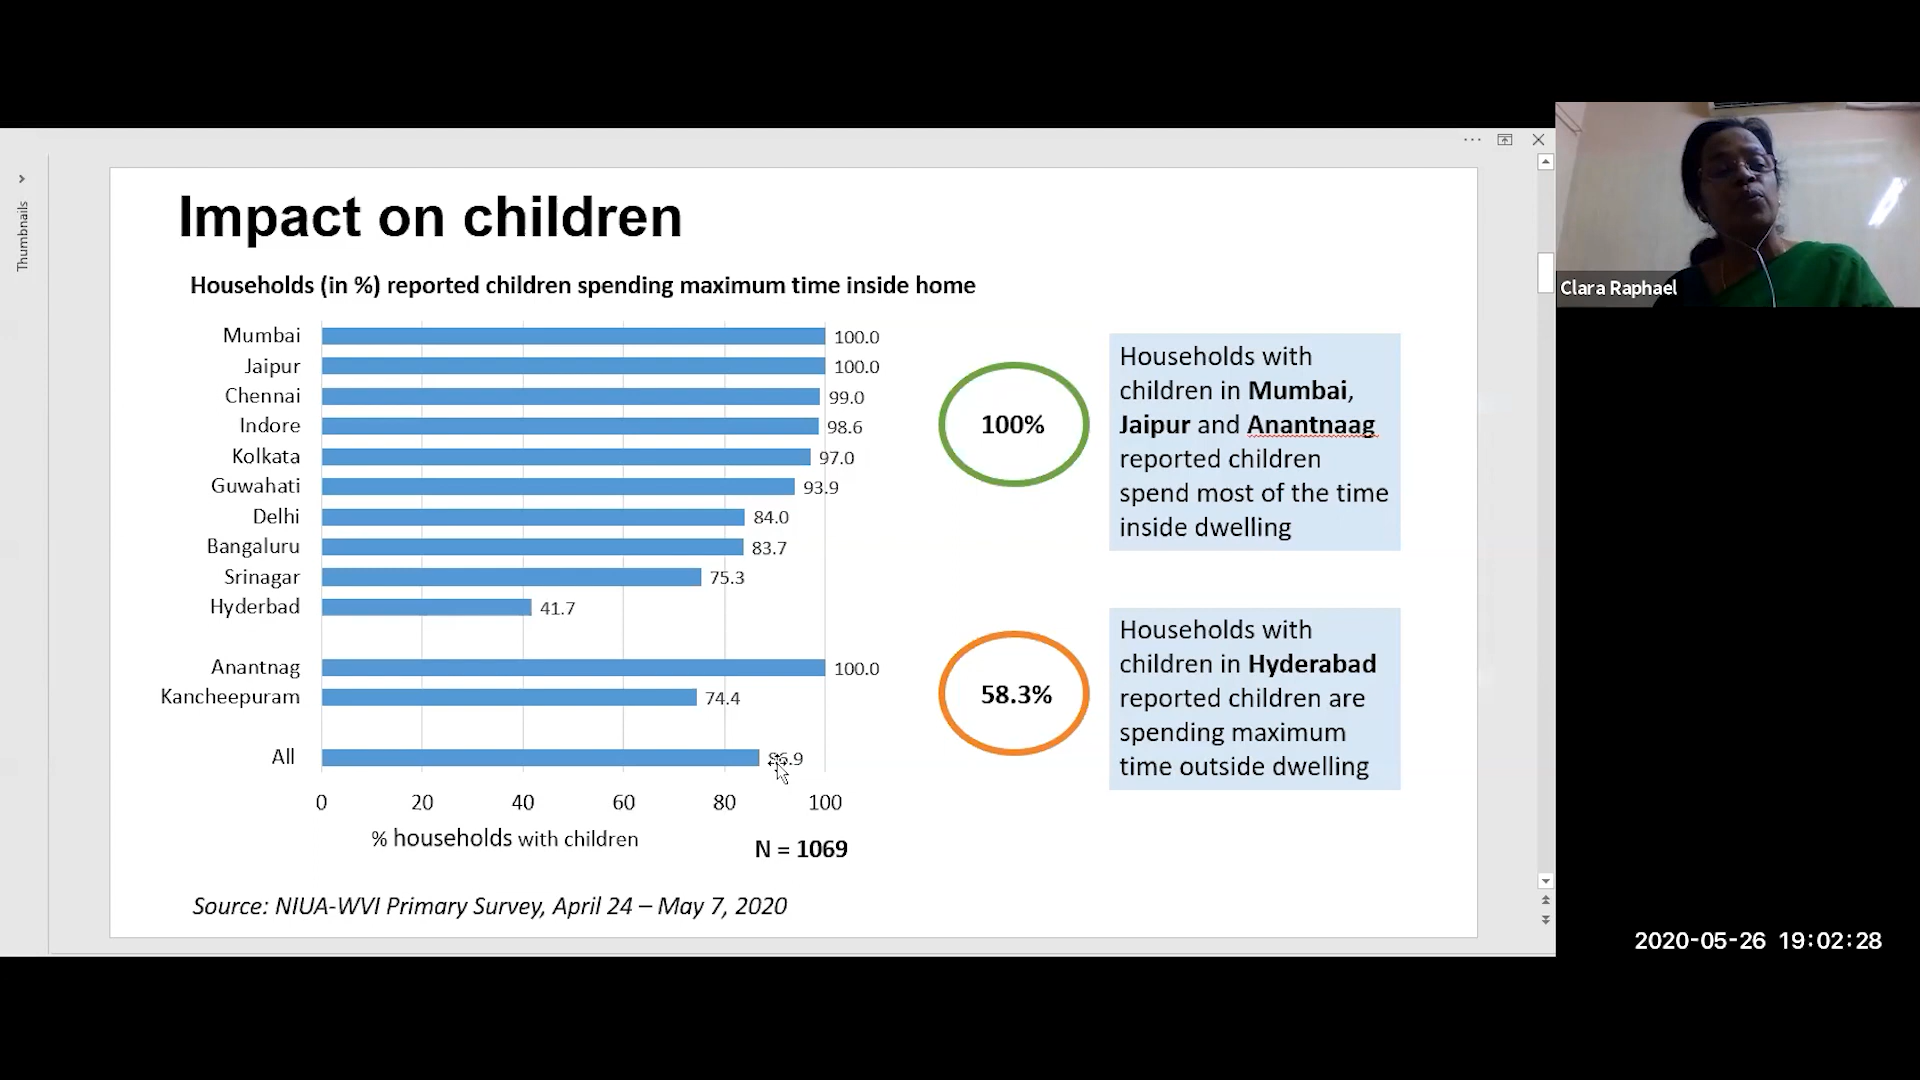 Thumbnails
Impact on children
Households (in %) reported children spending maximum time inside home
Mumbai 100.0
Jaipur 100.0
Chennai 99.0
Indore 98.6
Kolkata 97.0
Guwahati 93.9
Delhi 84.0
Bangaluru 83.7
Srinagar 75.3
Hyderbad 41.7
Anantnag 100.0
Kancheepuram 74.4
All
0 20 40 60 80 100
% households with children
N = 1069
Source: NIUA-WVI Primary Survey, April 24 – May 7, 2020
100%
Households with
children in Mumbai,
Jaipur and Anantnaag
reported children
spend most of the time
inside dwelling
58.3%
Households with
children in Hyderabad
reported children are
spending maximum
time outside dwelling
Clara Raphael
2020-05-26 19:02:28